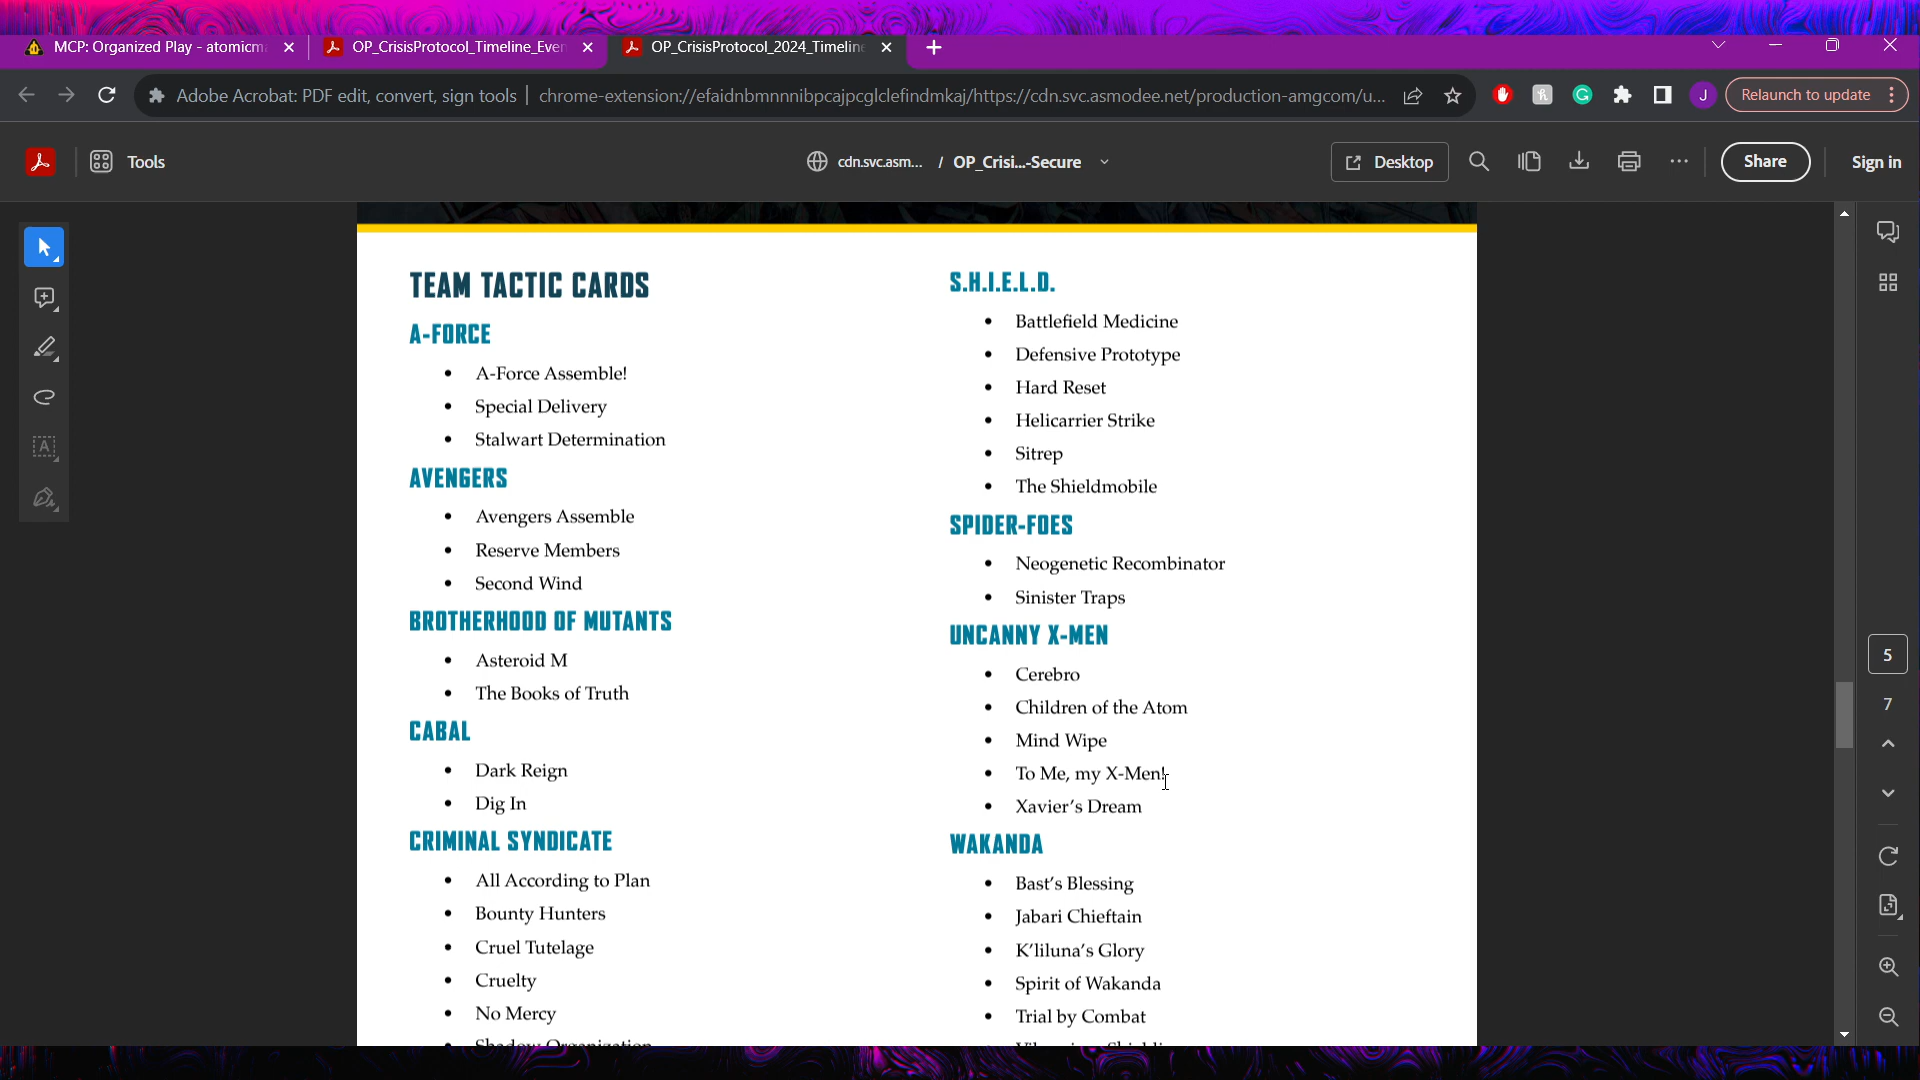 MCP: Organized Play - atomicm
OP_CrisisProtocol_Timeline_Even
OP_CrisisProtocol_2024_Timeline
Adobe Acrobat: PDF edit, convert, sign tools
chrome-extension://efaidnbmnnnibpcajpcglclefindmkaj/https://cdn.svc.asmodee.net/production-amgcom/u...
J
Relaunch to update
Tools
cdn.svc.asm... / OP_Crisi...-Secure
Desktop
Share
Sign in
TEAM TACTIC CARDS
A-FORCE
• A-Force Assemble!
• Special Delivery
• Stalwart Determination
AVENGERS
• Avengers Assemble
• Reserve Members
• Second Wind
BROTHERHOOD OF MUTANTS
• Asteroid M
• The Books of Truth
CABAL
• Dark Reign
• Dig In
CRIMINAL SYNDICATE
• All According to Plan
• Bounty Hunters
• Cruel Tutelage
• Cruelty
• No Mercy
• Shadow Organization
S.H.I.E.L.D.
• Battlefield Medicine
• Defensive Prototype
• Hard Reset
• Helicarrier Strike
• Sitrep
• The Shieldmobile
SPIDER-FOES
• Neogenetic Recombinator
• Sinister Traps
UNCANNY X-MEN
• Cerebro
• Children of the Atom
• Mind Wipe
• To Me, my X-Men!
• Xavier's Dream
WAKANDA
• Bast's Blessing
• Jabari Chieftain
• K'liluna's Glory
• Spirit of Wakanda
• Trial by Combat
5
7